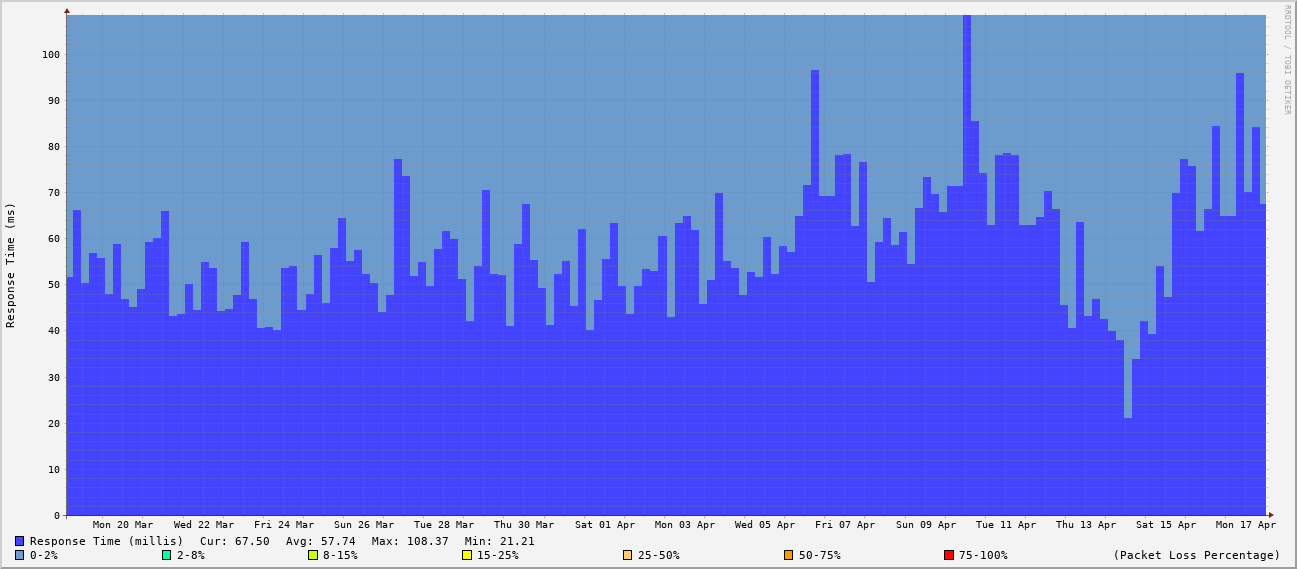 RRDTOOL / TOBI OETIKER
Response Time (ms)
100
90
80
70
60
50
40
30
20
10
0
Mon 20 Mar Wed 22 Mar Fri 24 Mar Sun 26 Mar Tue 28 Mar Thu 30 Mar Sat 01 Apr Mon 03 Apr Wed 05 Apr Fri 07 Apr Sun 09 Apr Tue 11 Apr Thu 13 Apr Sat 15 Apr Mon 17 Apr
Response Time (millis) Cur: 67.50 Avg: 57.74 Max: 108.37 Min: 21.21
0-2% 2-8% 8-15% 15-25% 25-50% 50-75% 75-100% (Packet Loss Percentage)